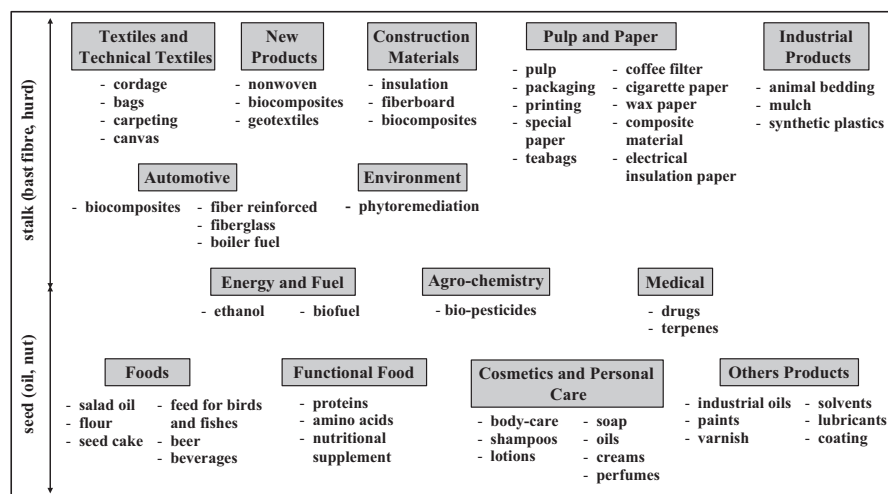 stalk (bast fibre, hurd)
Textiles and
Technical Textiles
- cordage
- bags
- carpeting
- canvas
New
Products
- nonwoven
- biocomposites
- geotextiles
Construction
Materials
- insulation
- fiberboard
- biocomposites
Pulp and Paper
- pulp
- packaging
- printing
- special
paper
- teabags
- coffee filter
- cigarette paper
- wax paper
- composite
material
- electrical
insulation paper
Industrial
Products
- animal bedding
- mulch
- synthetic plastics
Automotive
- biocomposites
- fiber reinforced
- fiberglass
- boiler fuel
Environment
- phytoremediation
Energy and Fuel
- ethanol
- biofuel
Agro-chemistry
- bio-pesticides
Medical
- drugs
- terpenes
seed (oil, nut)
Foods
- salad oil
- flour
- seed cake
- feed for birds
and fishes
- beer
- beverages
Functional Food
- proteins
- amino acids
- nutritional
supplement
Cosmetics and Personal
Care
- body-care
- shampoos
- lotions
- soap
- oils
- creams
- perfumes
Others Products
- industrial oils
- paints
- varnish
- solvents
- lubricants
- coating